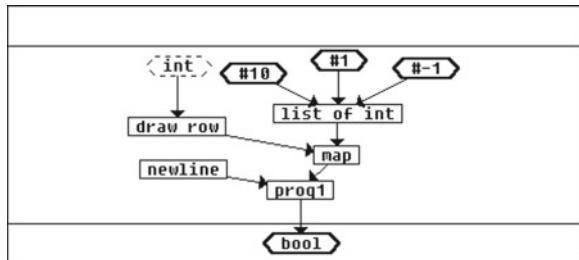 int
#10
#1
#-1
list of int
draw row
map
newline
prog1
bool